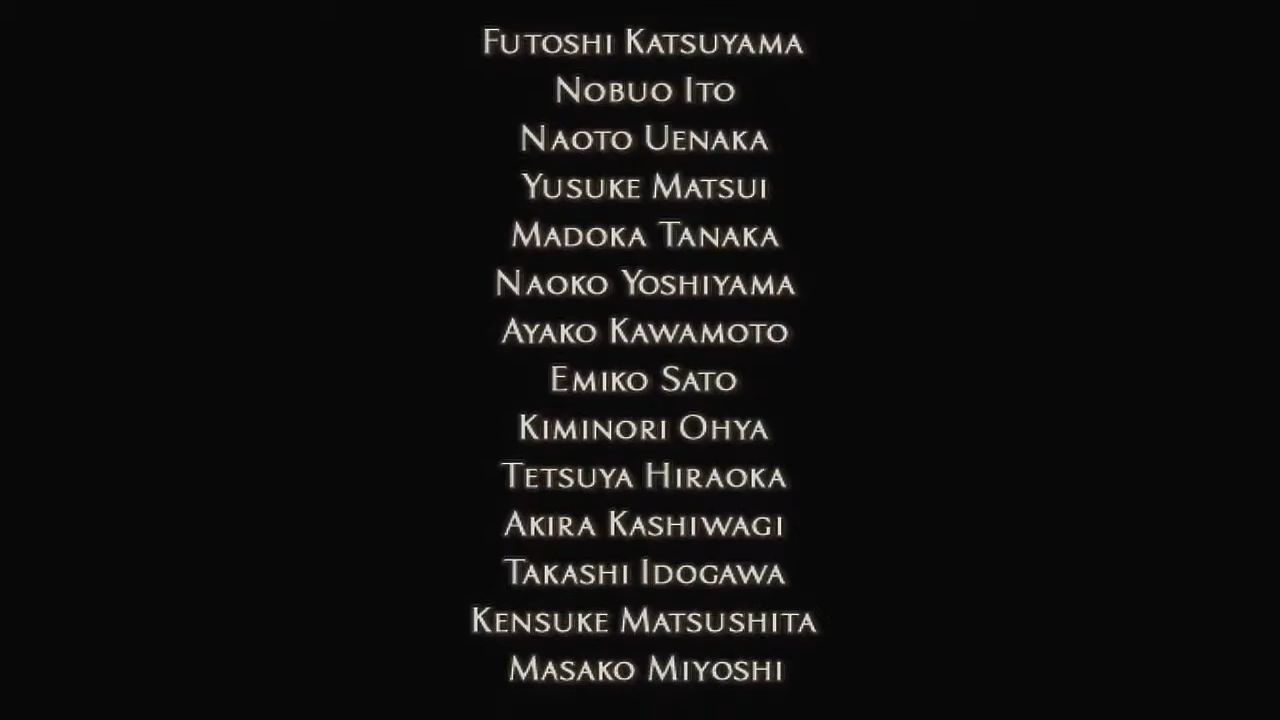 Futoshi Katsuyama
Nobuo Ito
Naoto Uenaka
Yusuke Matsui
Madoka Tanaka
Naoko Yoshiyama
Ayako Kawamoto
Emiko Sato
Kiminori Ohya
Tetsuya Hiraoka
Akira Kashiwagi
Takashi Idogawa
Kensuke Matsushita
Masako Miyoshi